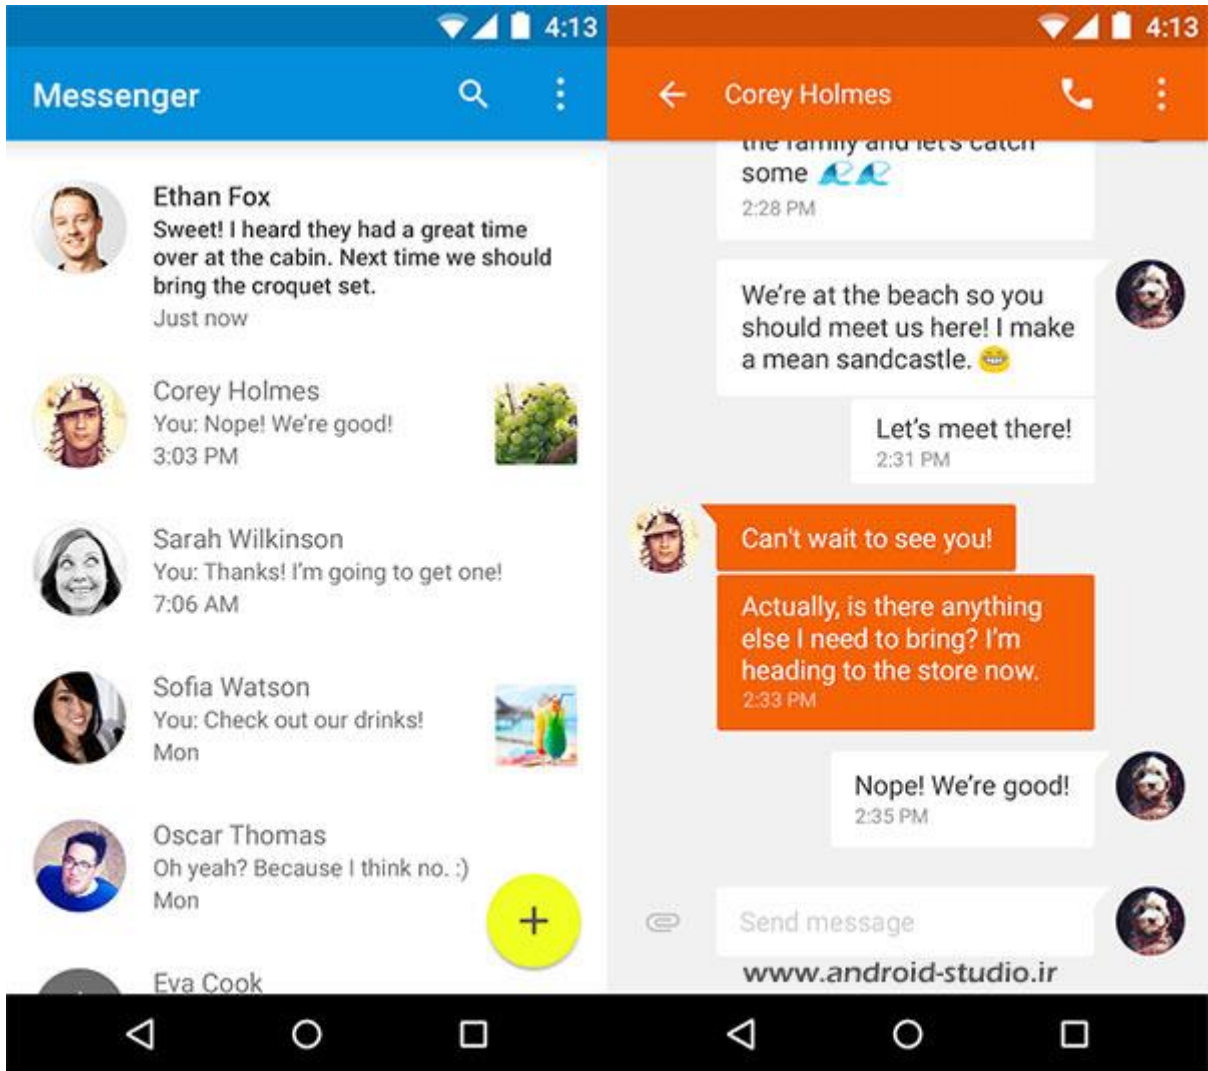 4:13
Messenger
Ethan Fox
Sweet! I heard they had a great time
over at the cabin. Next time we should
bring the croquet set.
Just now
Corey Holmes
You: Nope! We're good!
3:03 PM
Sarah Wilkinson
You: Thanks! I'm going to get one!
7:06 AM
Sofia Watson
You: Check out our drinks!
Mon
Oscar Thomas
Oh yeah? Because I think no. :)
Mon
Eva Cook
4:13
Corey Holmes
the family and let's catch
some 🌊🌊
2:28 PM
We're at the beach so you
should meet us here! I make
a mean sandcastle. 😁
Let's meet there!
2:31 PM
Can't wait to see you!
Actually, is there anything
else I need to bring? I'm
heading to the store now.
2:33 PM
Nope! We're good!
2:35 PM
Send message
www.android-studio.ir